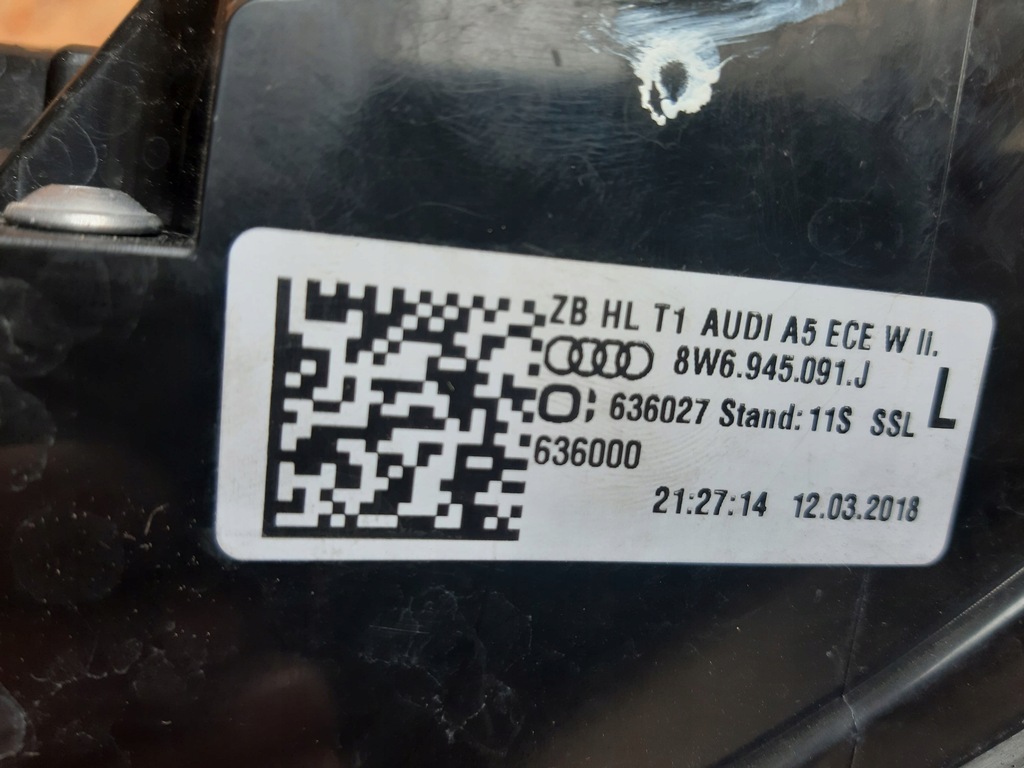 ZB HL T1 AUDI A5 ECE W li.
8W6.945.091.J
L
636027 Stand: 11S SSL
636000
21:27:14 12.03.2018